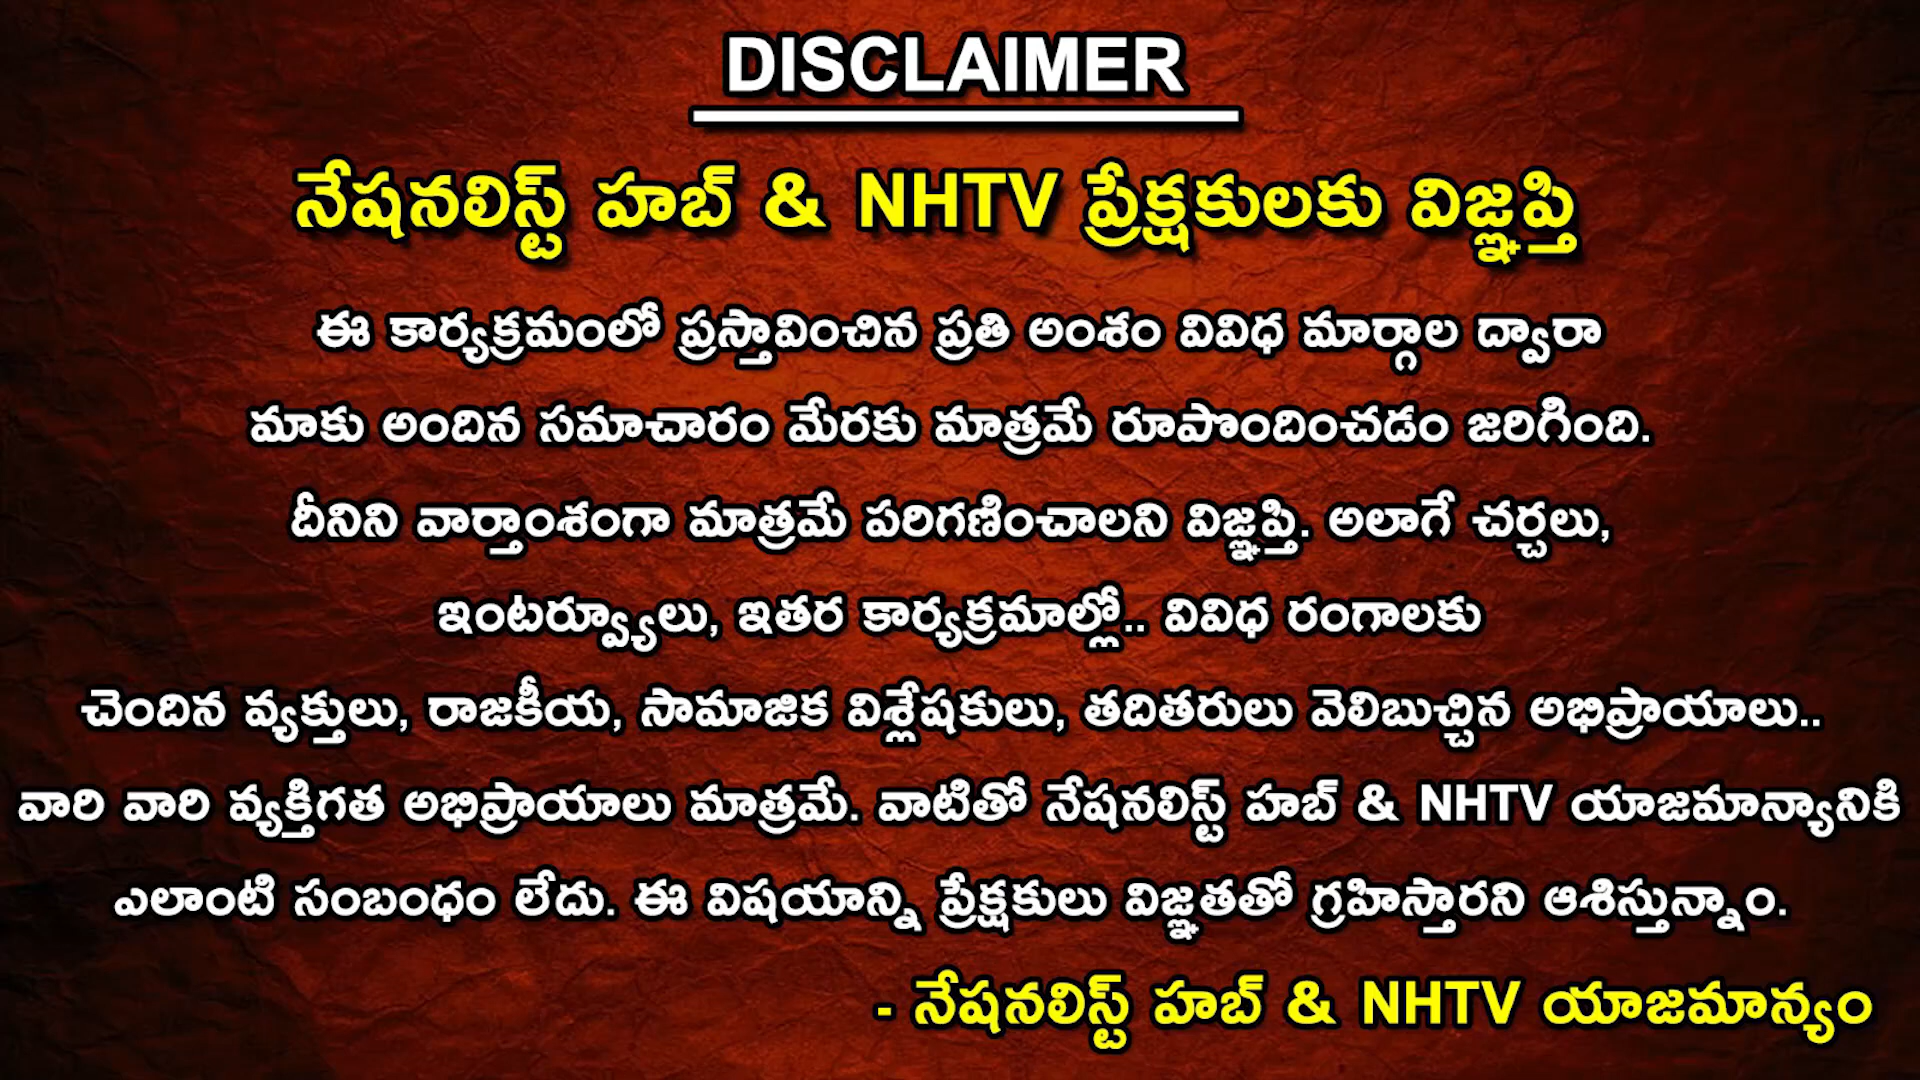 DISCLAIMER
నేషనలిస్ట్ హబ్ & NHTV ప్రేక్షకులకు విజ్ఞప్తి
ఈ కార్యక్రమంలో ప్రస్తావించిన ప్రతి అంశం వివిధ మార్గాల ద్వారా
మాకు అందిన సమాచారం మేరకు మాత్రమే రూపొందించడం జరిగింది.
దీనిని వార్తాంశంగా మాత్రమే పరిగణించాలని విజ్ఞప్తి. అలాగే చర్చలు,
ఇంటర్వ్యూలు, ఇతర కార్యక్రమాల్లో.. వివిధ రంగాలకు
చెందిన వ్యక్తులు, రాజకీయ, సామాజిక విశ్లేషకులు, తదితరులు వెలిబుచ్చిన అభిప్రాయాలు..
వారి వారి వ్యక్తిగత అభిప్రాయాలు మాత్రమే. వాటితో నేషనలిస్ట్ హబ్ & NHTV యాజమాన్యానికి
ఎలాంటి సంబంధం లేదు. ఈ విషయాన్ని ప్రేక్షకులు విజ్ఞతతో గ్రహిస్తారని ఆశిస్తున్నాం.
- నేషనలిస్ట్ హబ్ & NHTV యాజమాన్యం